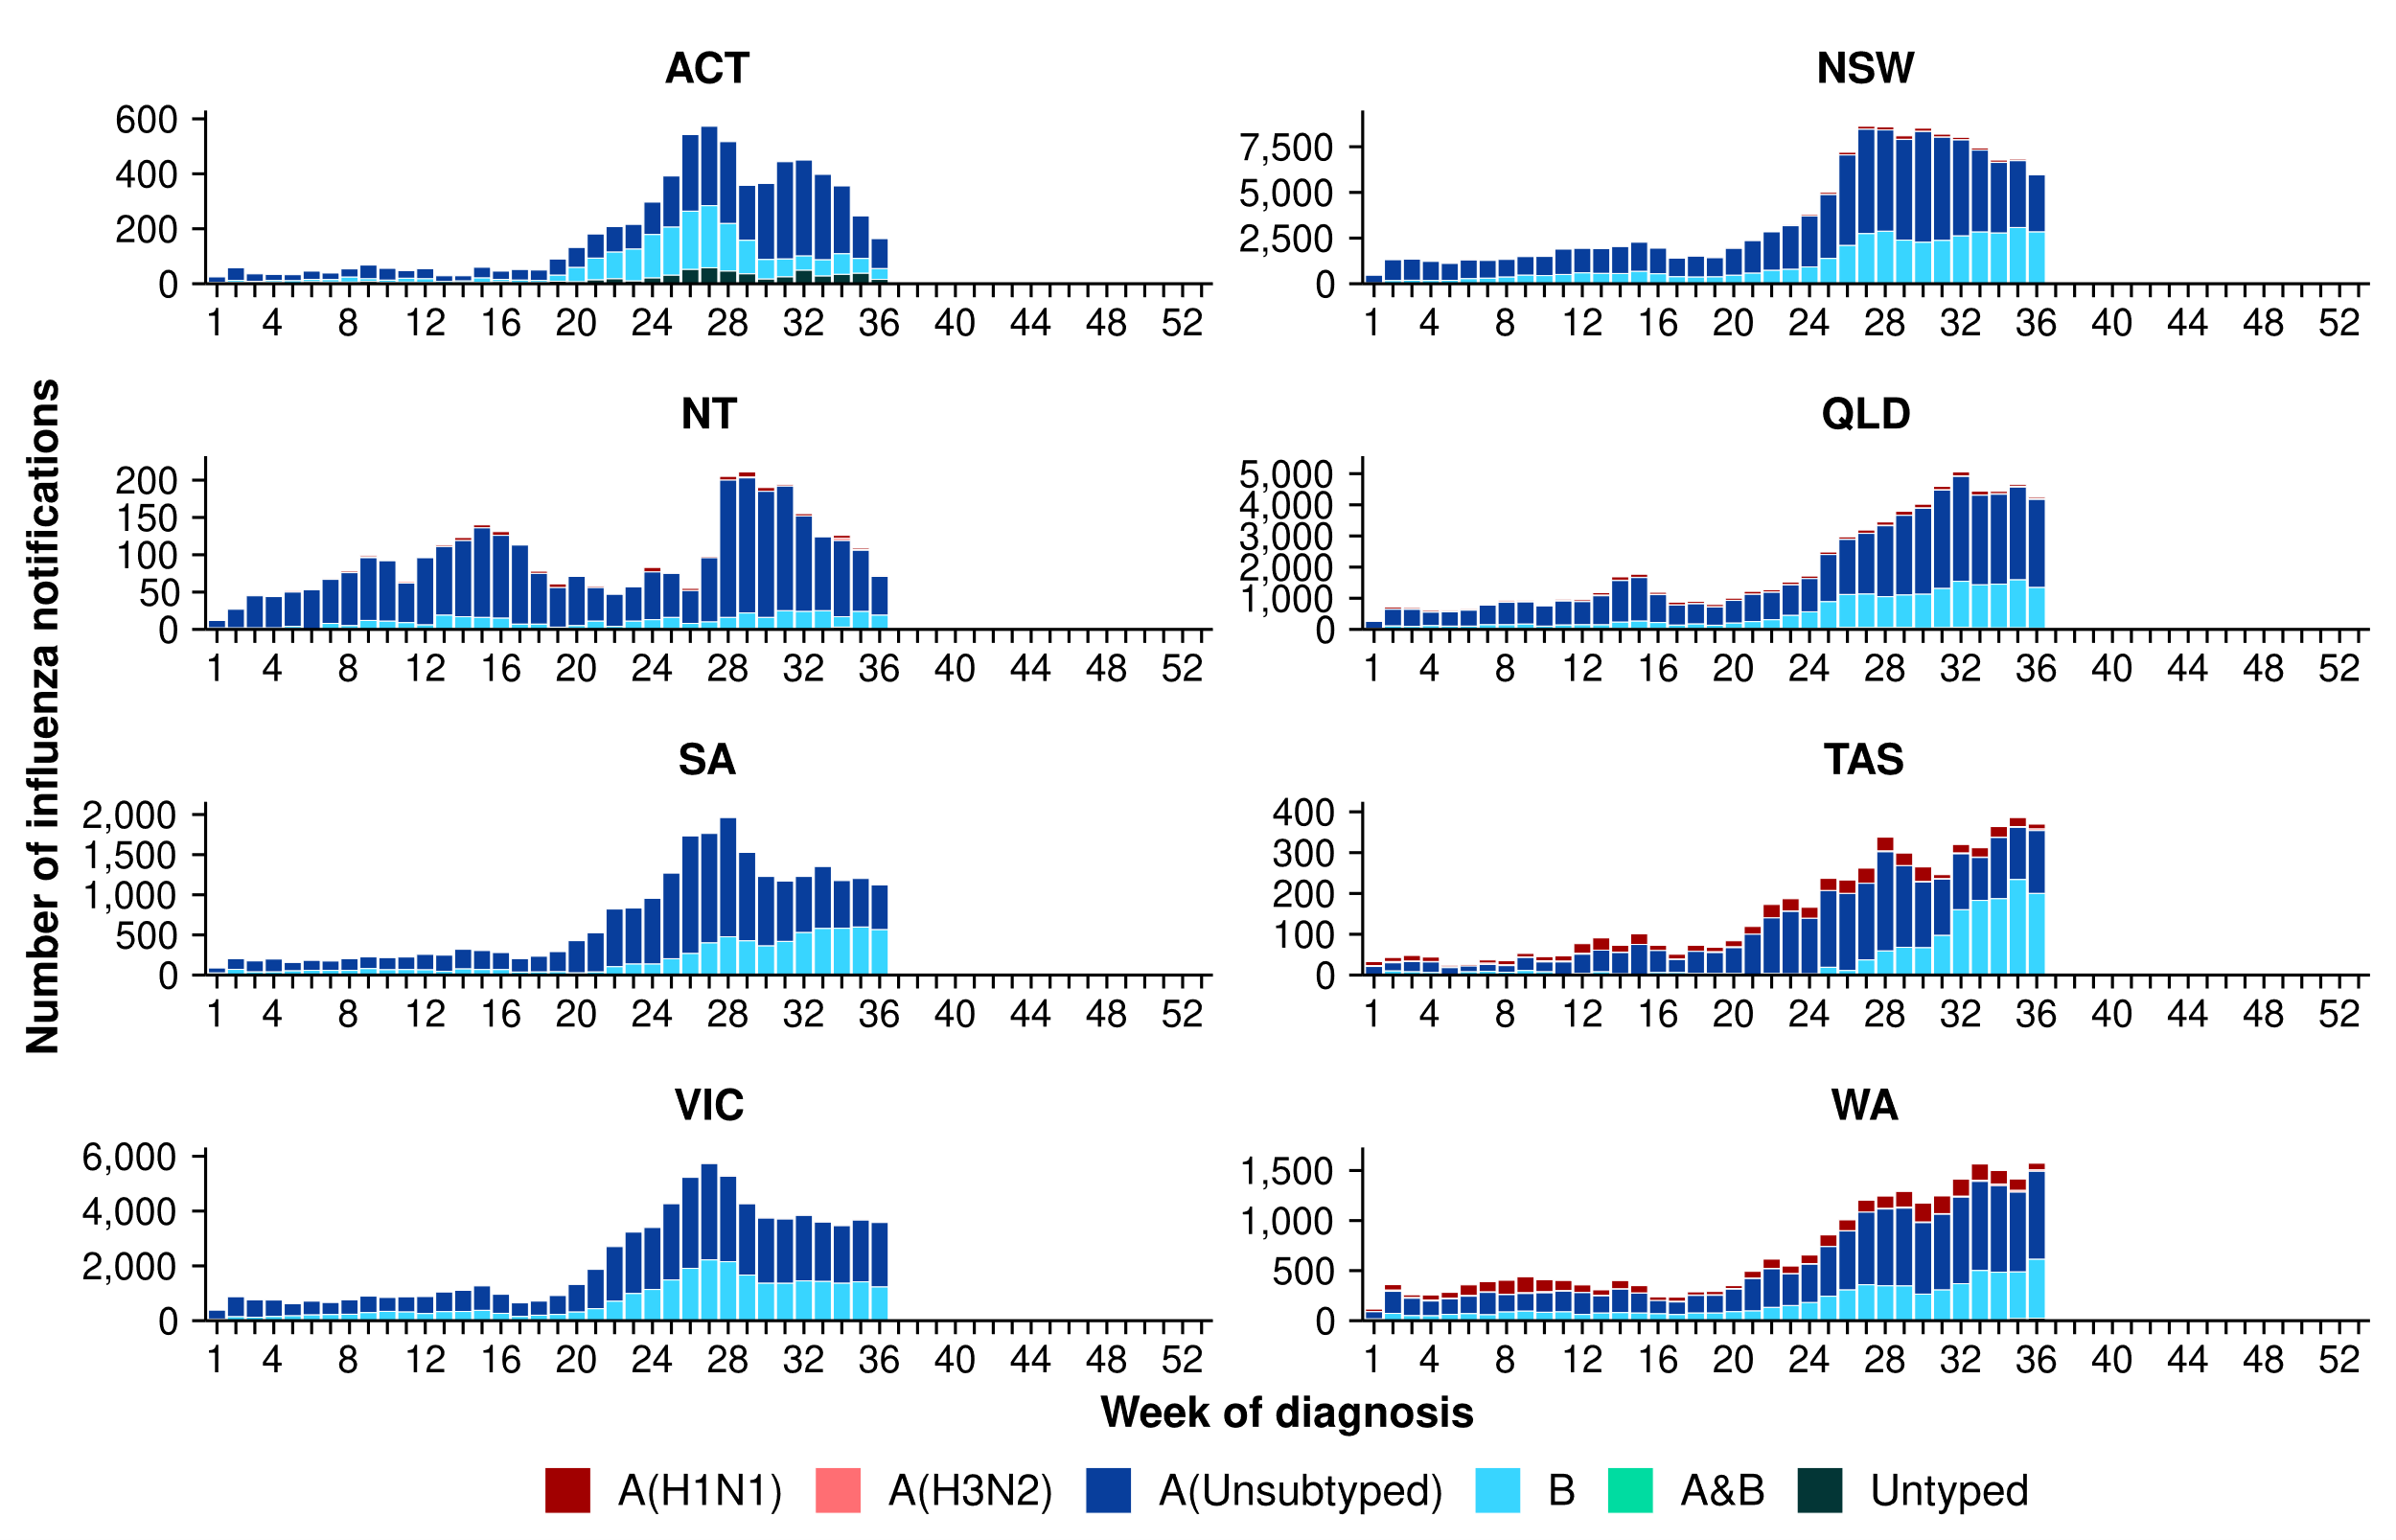 ACT
600
400
200
0
1 4 8 12 16 20 24 28 32 36 40 44 48 52
NSW
7,500
5,000
2,500
0
1 4 8 12 16 20 24 28 32 36 40 44 48 52
NT
200
150
100
50
0
1 4 8 12 16 20 24 28 32 36 40 44 48 52
QLD
5,000
4,000
3,000
2,000
1,000
0
1 4 8 12 16 20 24 28 32 36 40 44 48 52
SA
2,000
1,500
1,000
500
0
1 4 8 12 16 20 24 28 32 36 40 44 48 52
TAS
400
300
200
100
0
1 4 8 12 16 20 24 28 32 36 40 44 48 52
VIC
6,000
4,000
2,000
0
1 4 8 12 16 20 24 28 32 36 40 44 48 52
WA
1,500
1,000
500
0
1 4 8 12 16 20 24 28 32 36 40 44 48 52
Number of influenza notifications
Week of diagnosis
A(H1N1) A(H3N2) A(Unsubtyped) B A&B Untyped